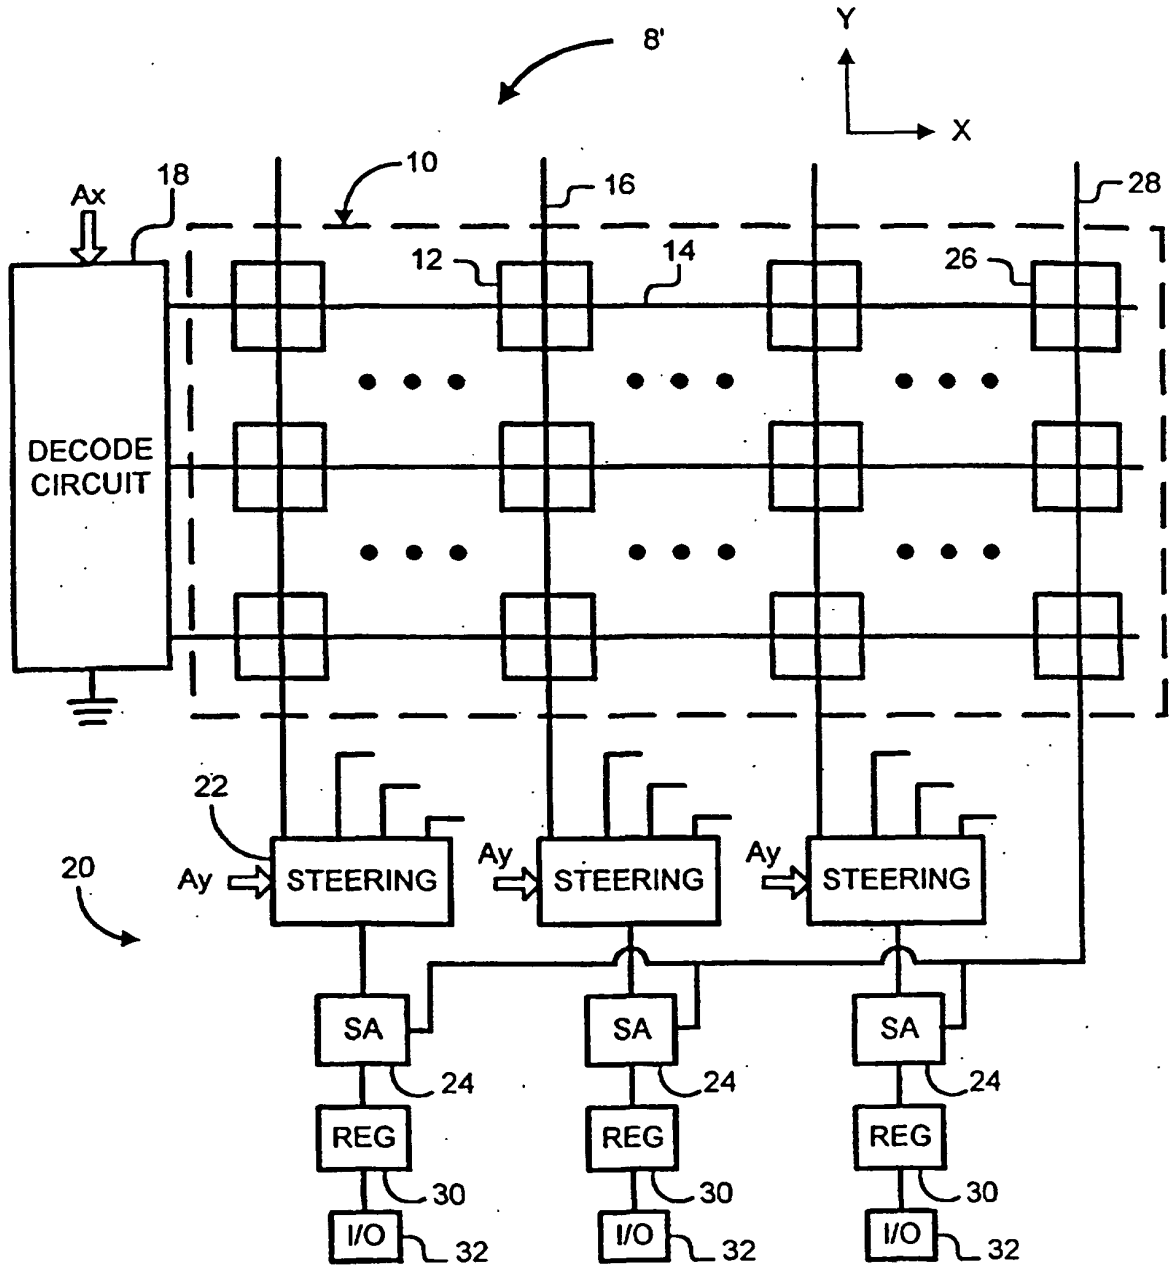 8'
Y
X
Ax
18
10
16
28
12
14
26
DECODE
CIRCUIT
22
20
Ay
STEERING
Ay
STEERING
Ay
STEERING
SA
SA
SA
24
24
24
REG
REG
REG
30
30
30
I/O
I/O
I/O
32
32
32